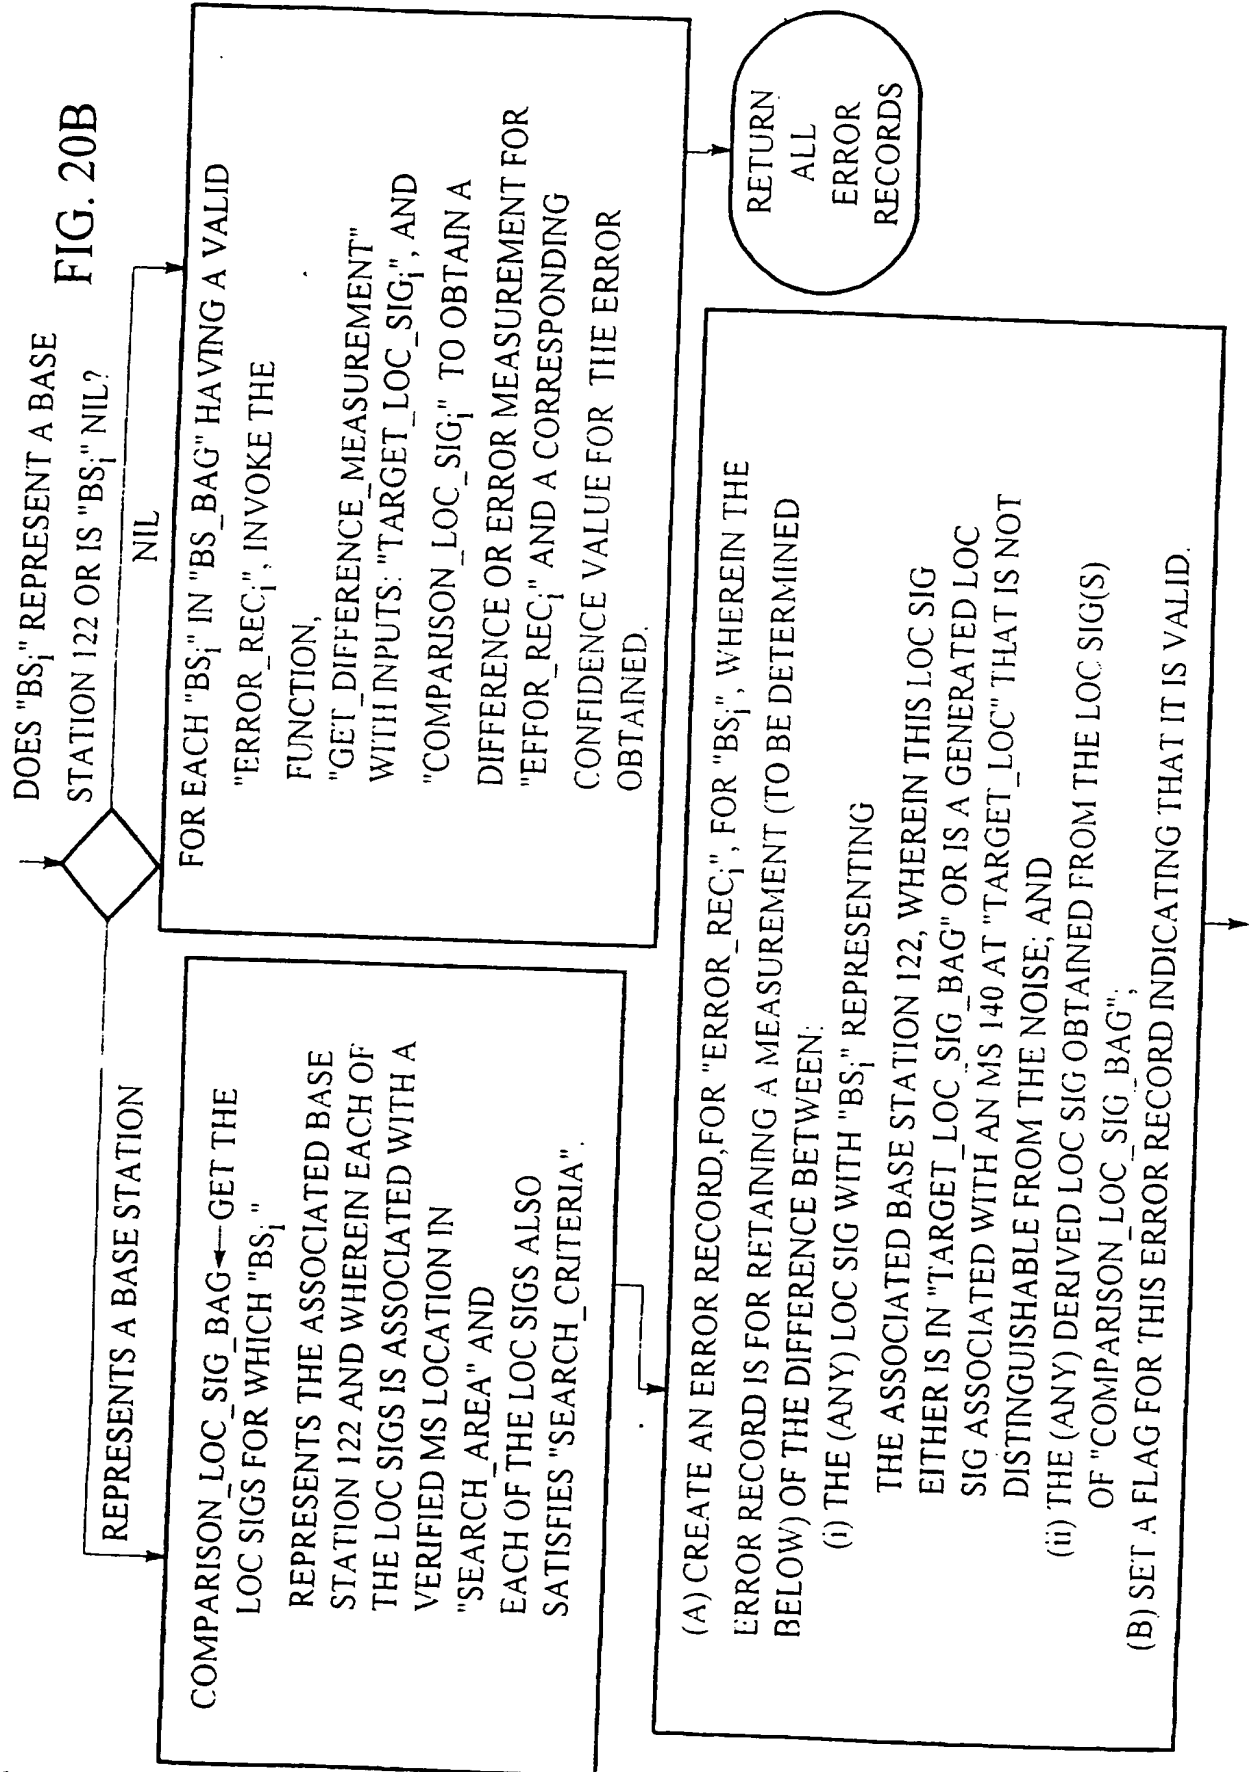 FIG. 20B
DOES "BSi" REPRESENT A BASE
STATION 122 OR IS "BSi" NIL?
REPRESENTS A BASE STATION
NIL
COMPARISON_LOC_SIG_BAG ← GET THE
LOC SIGS FOR WHICH "BSi"
REPRESENTS THE ASSOCIATED BASE
STATION 122 AND WHEREIN EACH OF
THE LOC SIGS IS ASSOCIATED WITH A
VERIFIED MS LOCATION IN
"SEARCH_AREA" AND
EACH OF THE LOC SIGS ALSO
SATISFIES "SEARCH_CRITERIA".
FOR EACH "BSi" IN "BS_BAG" HAVING A VALID
"ERROR_RECi", INVOKE THE
FUNCTION,
"GET_DIFFERENCE_MEASUREMENT"
WITH INPUTS: "TARGET_LOC_SIGi", AND
"COMPARISON_LOC_SIGi" TO OBTAIN A
DIFFERENCE OR ERROR MEASUREMENT FOR
"EFFOR_RECi" AND A CORRESPONDING
CONFIDENCE VALUE FOR THE ERROR
OBTAINED.
RETURN
ALL
ERROR
RECORDS
(A) CREATE AN ERROR RECORD,FOR "ERROR_RECi", FOR "BSi", WHEREIN THE
ERROR RECORD IS FOR RETAINING A MEASUREMENT (TO BE DETERMINED
BELOW) OF THE DIFFERENCE BETWEEN:
(i) THE (ANY) LOC SIG WITH "BSi" REPRESENTING
THE ASSOCIATED BASE STATION 122, WHEREIN THIS LOC SIG
EITHER IS IN "TARGET_LOC_SIG_BAG" OR IS A GENERATED LOC
SIG ASSOCIATED WITH AN MS 140 AT "TARGET_LOC" THAT IS NOT
DISTINGUISHABLE FROM THE NOISE; AND
(ii) THE (ANY) DERIVED LOC SIG OBTAINED FROM THE LOC SIG(S)
OF "COMPARISON_LOC_SIG_BAG";
(B) SET A FLAG FOR THIS ERROR RECORD INDICATING THAT IT IS VALID.